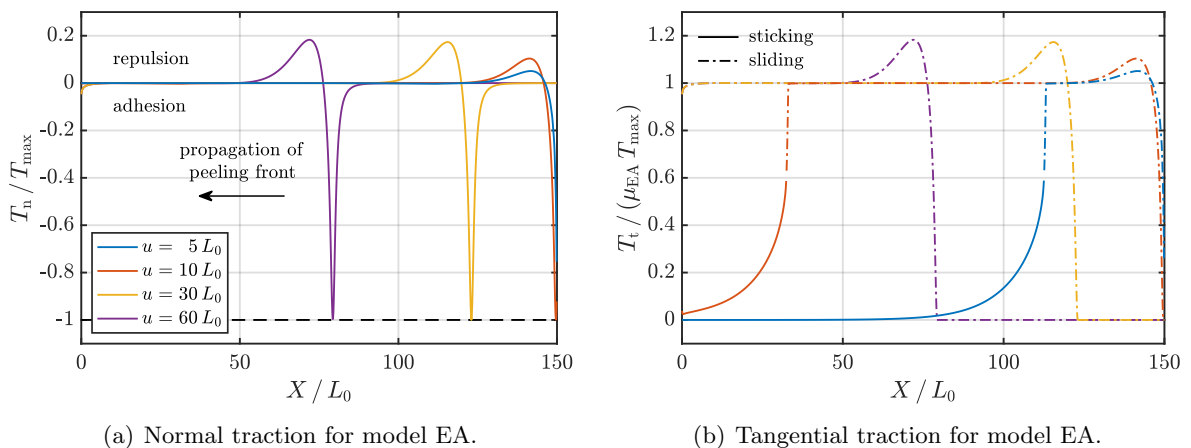 0.2
0
-0.2
-0.4
-0.6
-0.8
-1
T_n / T_max
repulsion
adhesion
propagation of
peeling front
u = 5 L_0
u = 10 L_0
u = 30 L_0
u = 60 L_0
0 50 100 150
X / L_0
(a) Normal traction for model EA.
1.2
1
0.8
0.6
0.4
0.2
0
T_t / (μ_EA T_max)
sticking
sliding
0 50 100 150
X / L_0
(b) Tangential traction for model EA.